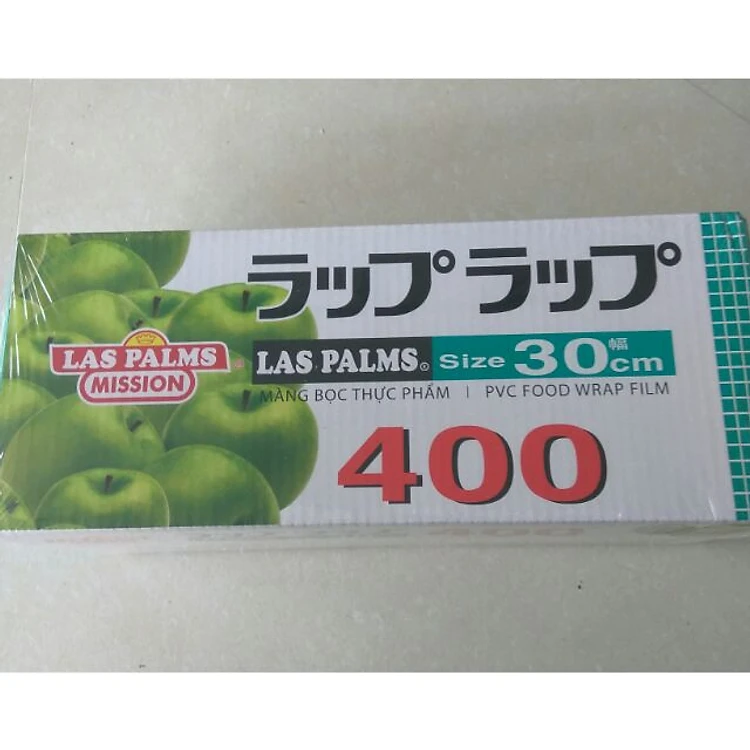 ラップ ラップ
LAS PALMS
MISSION
LAS PALMS® Size 30cm 幅
MÀNG BỌC THỰC PHẨM | PVC FOOD WRAP FILM
400